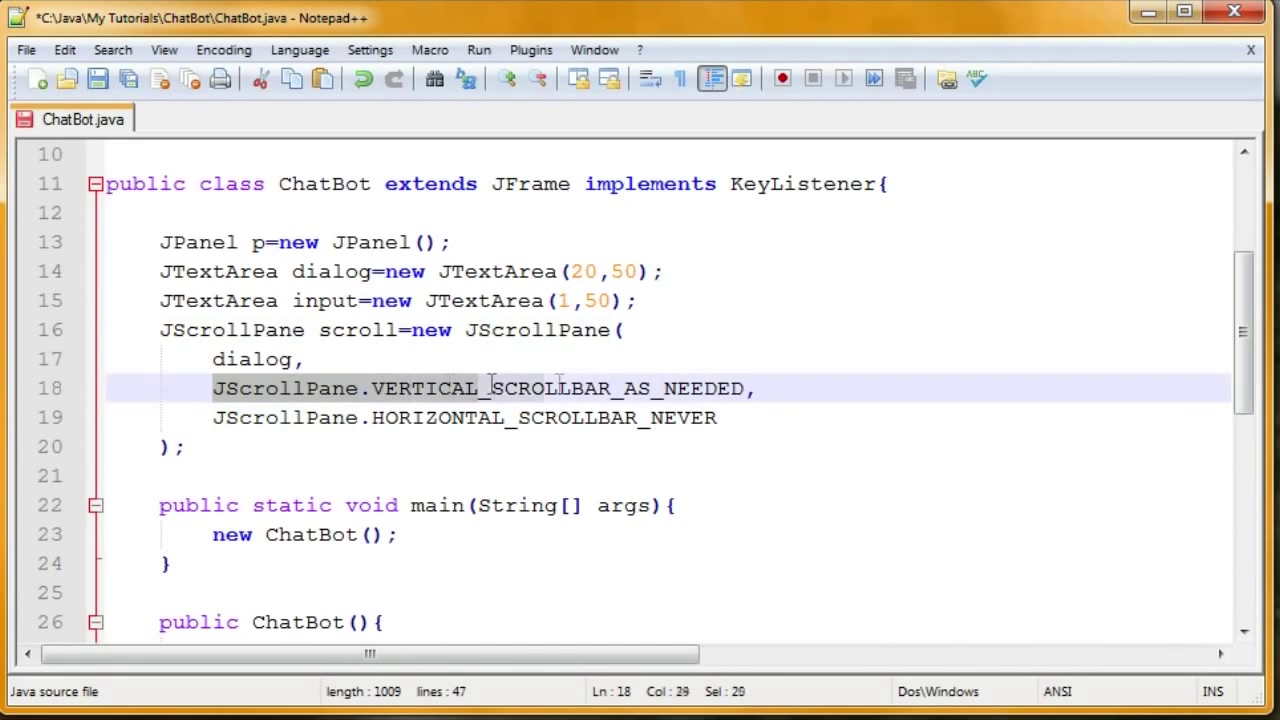 *C:\Java\My Tutorials\ChatBot\ChatBot.java - Notepad++
File Edit Search View Encoding Language Settings Macro Run Plugins Window ? X
ABC
ChatBot.java
10
11 public class ChatBot extends JFrame implements KeyListener{
12
13 JPanel p=new JPanel();
14 JTextArea dialog=new JTextArea(20,50);
15 JTextArea input=new JTextArea(1,50);
16 JScrollPane scroll=new JScrollPane(
17 dialog,
18 JScrollPane.VERTICAL_SCROLLBAR_AS_NEEDED,
19 JScrollPane.HORIZONTAL_SCROLLBAR_NEVER
20 );
21
22 public static void main(String[] args){
23 new ChatBot();
24 }
25
26 public ChatBot(){
Java source file length : 1009 lines : 47 Ln : 18 Col : 29 Sel : 29 Dos\Windows ANSI INS